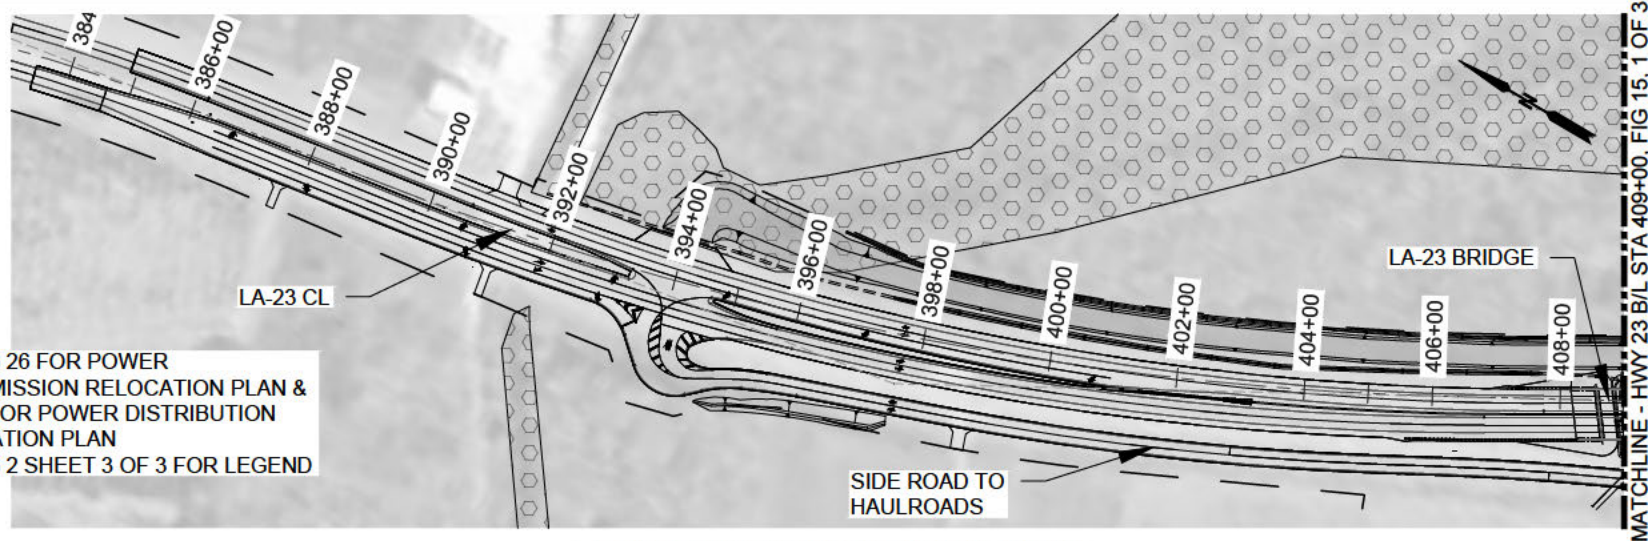 384
386+00
388+00
390+00
392+00
394+00
396+00
398+00
400+00
402+00
404+00
406+00
408+00
LA-23 CL
LA-23 BRIDGE
N
26 FOR POWER
MISSION RELOCATION PLAN &
OR POWER DISTRIBUTION
ATION PLAN
2 SHEET 3 OF 3 FOR LEGEND
SIDE ROAD TO
HAULROADS
MATCHLINE - HWY 23 B/L STA 409+00, FIG 15, 1 OF 3